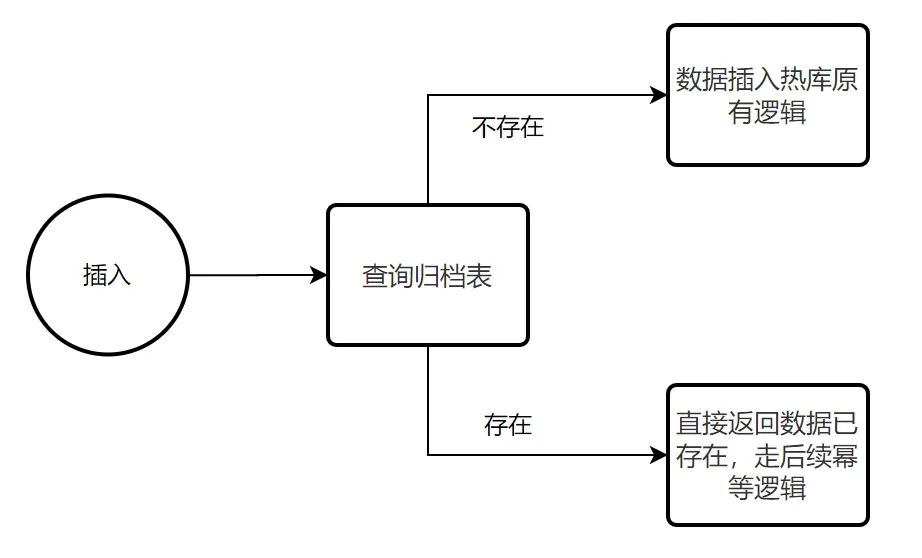 数据插入热库原
有逻辑
不存在
插入
查询归档表
存在
直接返回数据已
存在，走后续幂
等逻辑